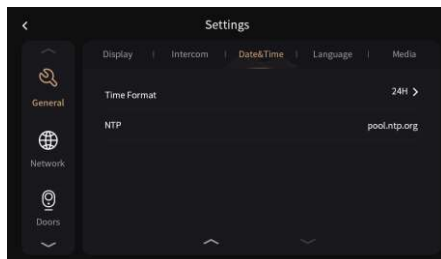 Settings
Display Intercom Date&Time Language Media
General
Time Format 24H
NTP pool.ntp.org
Network
Doors